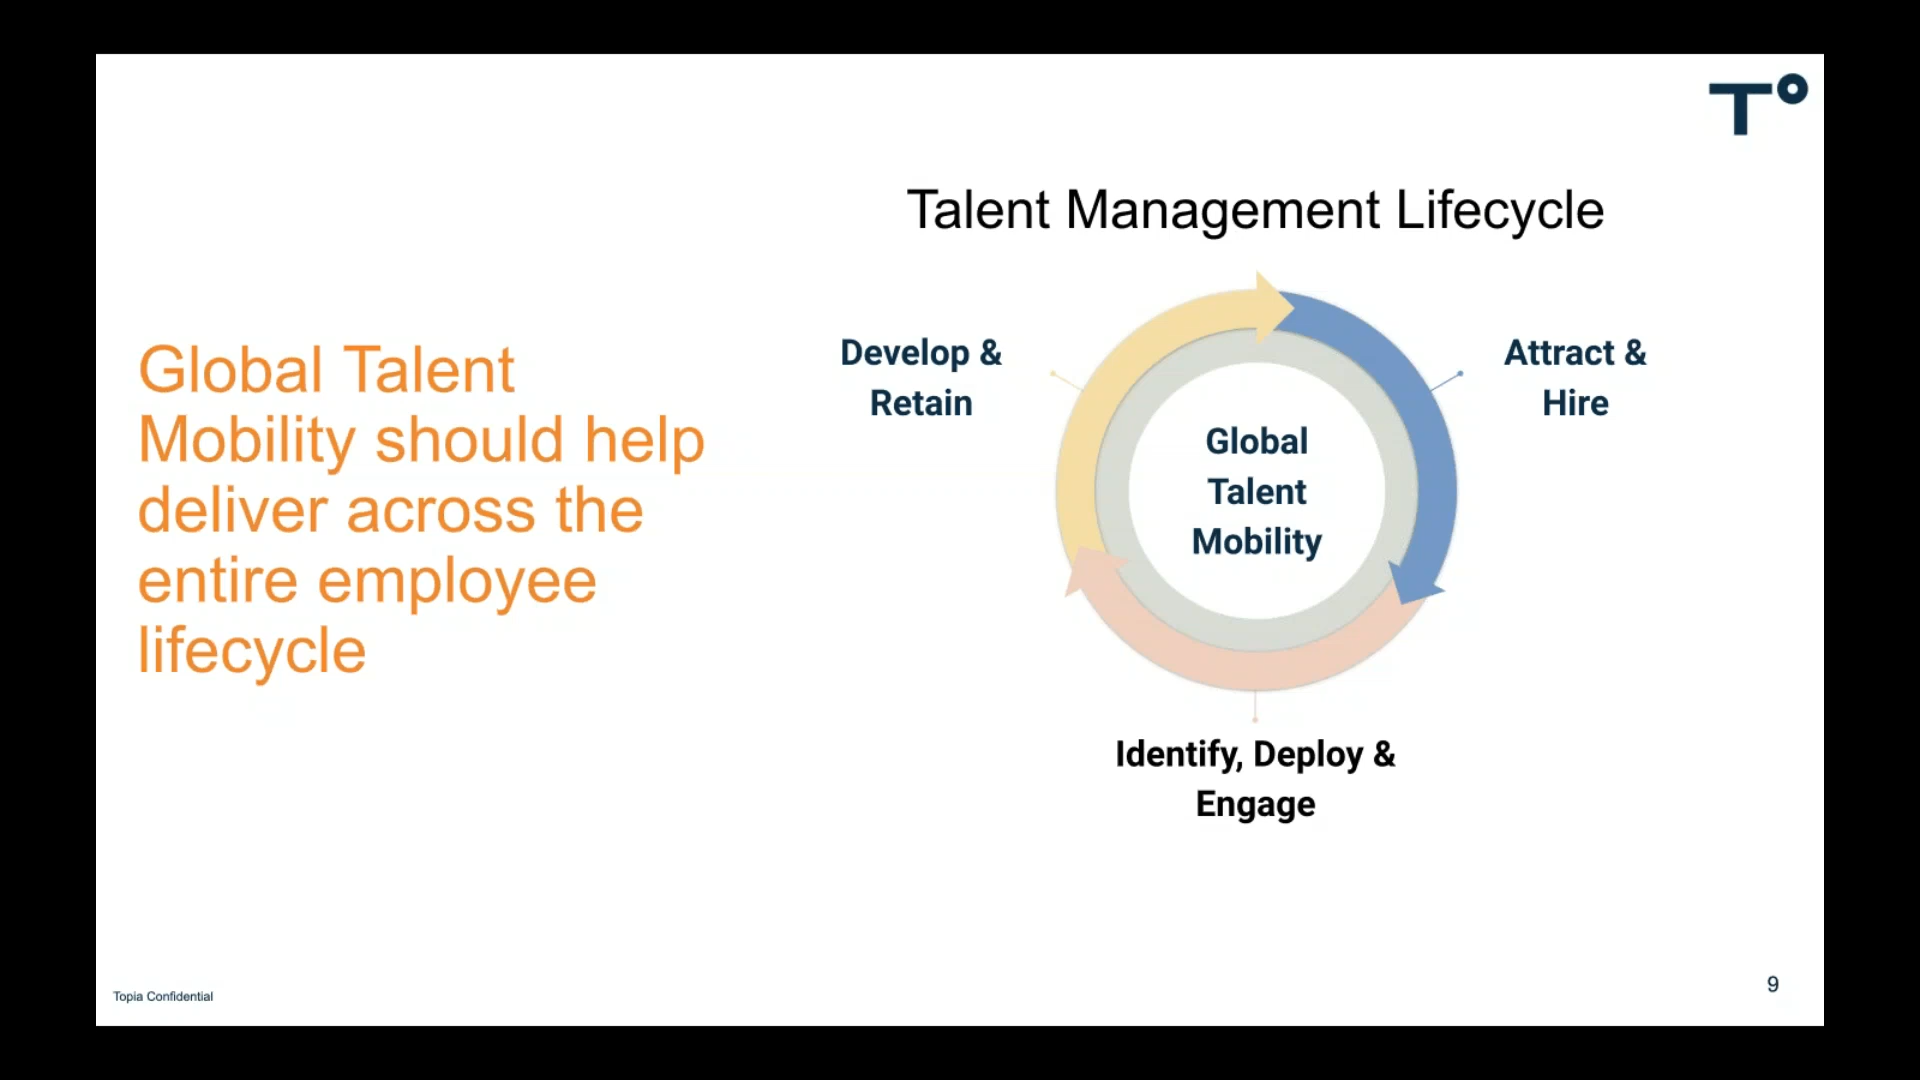 Talent Management Lifecycle
Global Talent
Mobility should help
deliver across the
entire employee
lifecycle
Develop &
Retain
Attract &
Hire
Global
Talent
Mobility
Identify, Deploy &
Engage
Topia Confidential
9